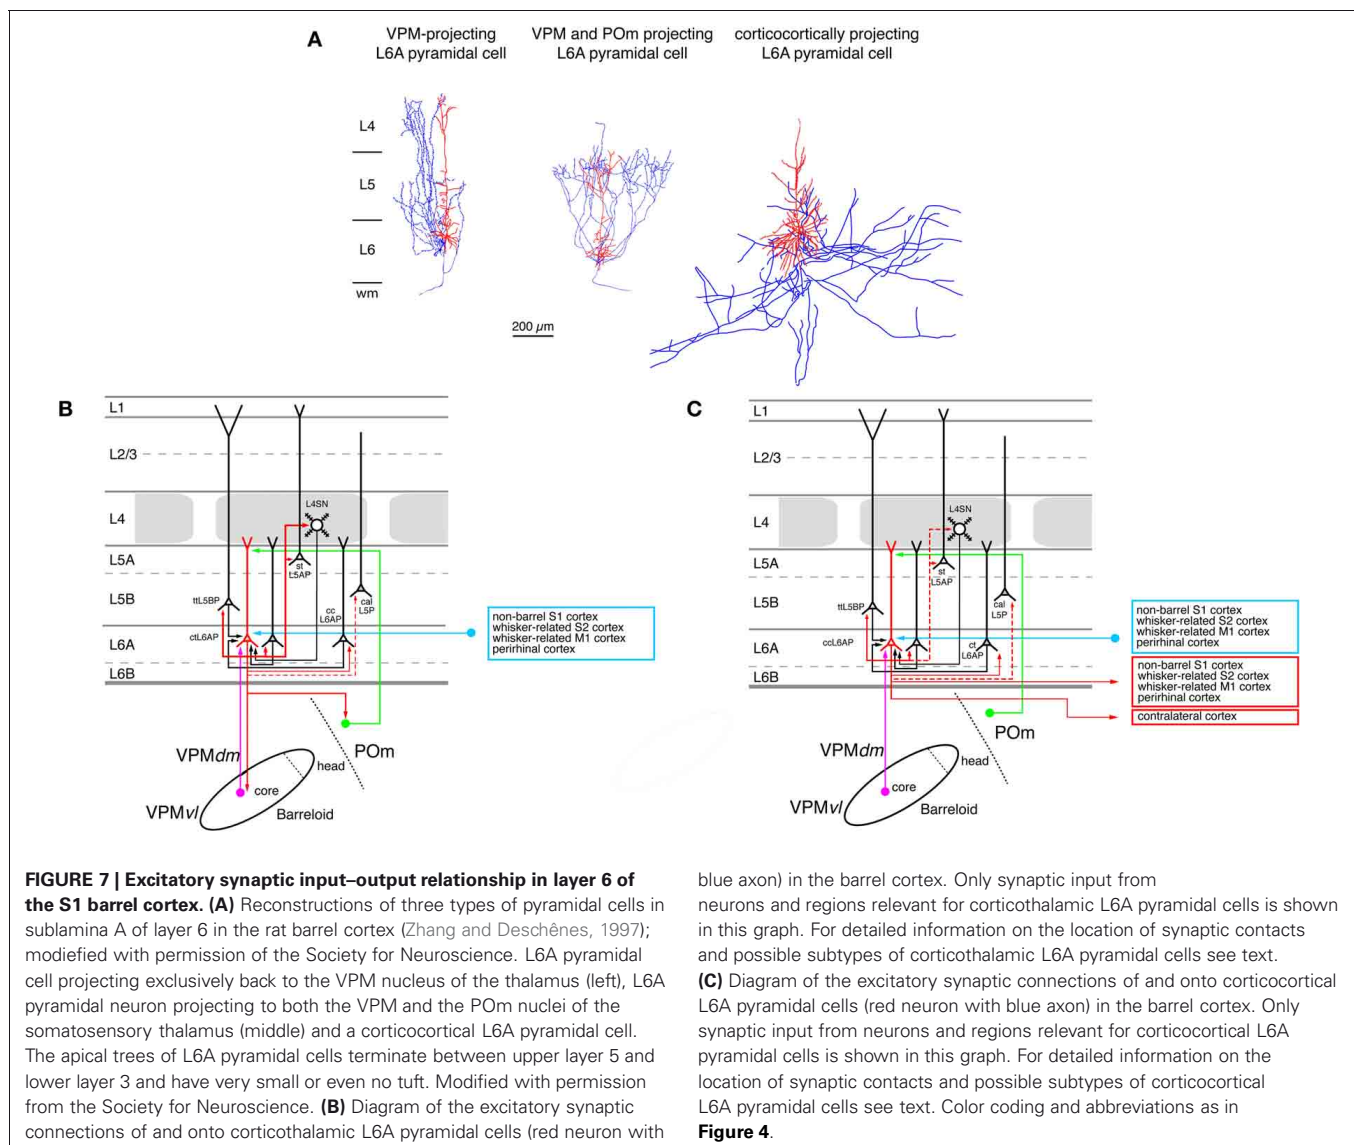 A
VPM-projecting
L6A pyramidal cell
VPM and POm projecting
L6A pyramidal cell
corticocortically projecting
L6A pyramidal cell
L4
L5
L6
wm
200 µm
B
L1
L2/3
L4
L5A
L5B
L6A
L6B
L4SN
st
L5AP
ttL5BP
cc
L6AP
cal
L5P
ctL6AP
non-barrel S1 cortex
whisker-related S2 cortex
whisker-related M1 cortex
perirhinal cortex
VPMdm
POm
head
core
VPMvl
Barreloid
C
L1
L2/3
L4
L5A
L5B
L6A
L6B
L4SN
st
L5AP
ttL5BP
cal
L5P
ccL6AP
ct
L6AP
non-barrel S1 cortex
whisker-related S2 cortex
whisker-related M1 cortex
perirhinal cortex
non-barrel S1 cortex
whisker-related S2 cortex
whisker-related M1 cortex
perirhinal cortex
contralateral cortex
VPMdm
POm
head
core
VPMvl
Barreloid
FIGURE 7 | Excitatory synaptic input–output relationship in layer 6 of
the S1 barrel cortex. (A) Reconstructions of three types of pyramidal cells in
sublamina A of layer 6 in the rat barrel cortex (Zhang and Deschênes, 1997);
modiefied with permission of the Society for Neuroscience. L6A pyramidal
cell projecting exclusively back to the VPM nucleus of the thalamus (left), L6A
pyramidal neuron projecting to both the VPM and the POm nuclei of the
somatosensory thalamus (middle) and a corticocortical L6A pyramidal cell.
The apical trees of L6A pyramidal cells terminate between upper layer 5 and
lower layer 3 and have very small or even no tuft. Modified with permission
from the Society for Neuroscience. (B) Diagram of the excitatory synaptic
connections of and onto corticothalamic L6A pyramidal cells (red neuron with
blue axon) in the barrel cortex. Only synaptic input from
neurons and regions relevant for corticothalamic L6A pyramidal cells is shown
in this graph. For detailed information on the location of synaptic contacts
and possible subtypes of corticothalamic L6A pyramidal cells see text.
(C) Diagram of the excitatory synaptic connections of and onto corticocortical
L6A pyramidal cells (red neuron with blue axon) in the barrel cortex. Only
synaptic input from neurons and regions relevant for corticocortical L6A
pyramidal cells is shown in this graph. For detailed information on the
location of synaptic contacts and possible subtypes of corticocortical
L6A pyramidal cells see text. Color coding and abbreviations as in
Figure 4.